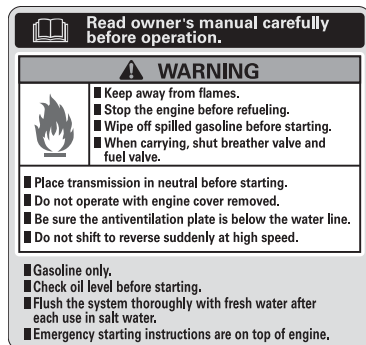 Read owner's manual carefully
before operation.
WARNING
Keep away from flames.
Stop the engine before refueling.
Wipe off spilled gasoline before starting.
When carrying, shut breather valve and
fuel valve.
Place transmission in neutral before starting.
Do not operate with engine cover removed.
Be sure the antiventilation plate is below the water line.
Do not shift to reverse suddenly at high speed.
Gasoline only.
Check oil level before starting.
Flush the system thoroughly with fresh water after
each use in salt water.
Emergency starting instructions are on top of engine.